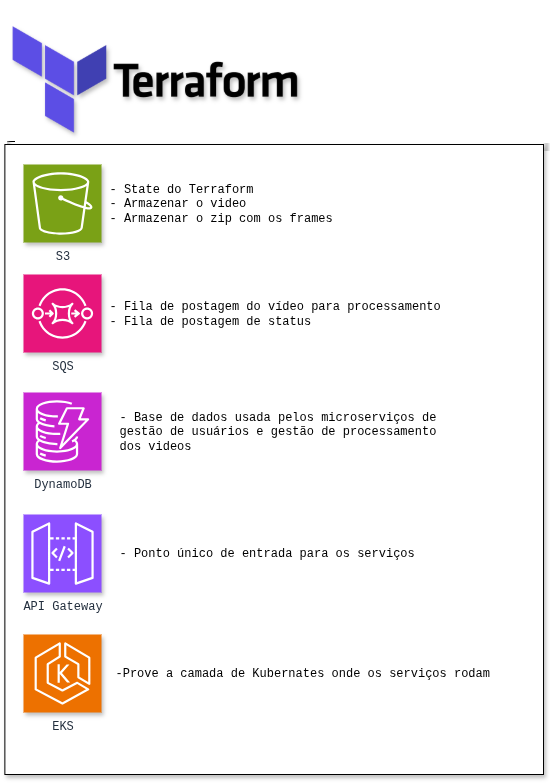 Terraform
- State do Terraform
- Armazenar o video
- Armazenar o zip com os frames
S3
- Fila de postagem do vídeo para processamento
- Fila de postagem de status
SQS
- Base de dados usada pelos microserviços de
gestão de usuários e gestão de processamento
dos videos
DynamoDB
- Ponto único de entrada para os serviços
API Gateway
-Prove a camada de Kubernates onde os serviços rodam
EKS